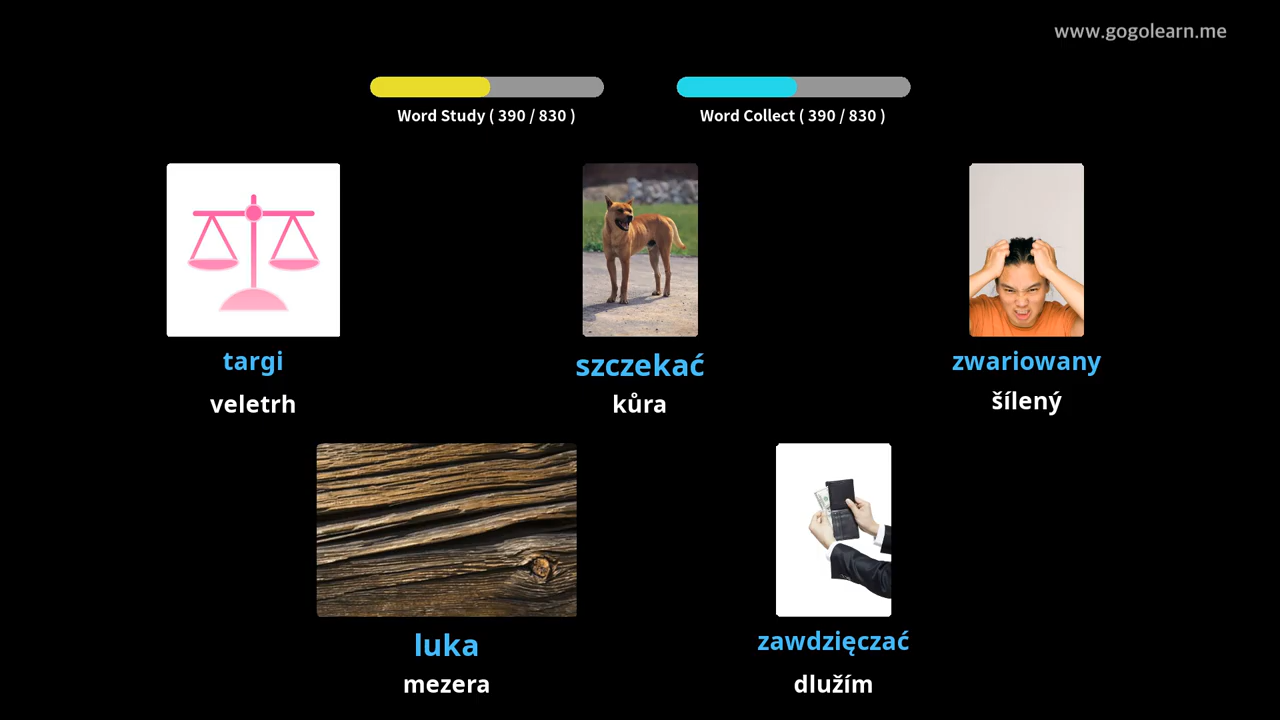 www.gogolearn.me
Word Study ( 390 / 830 )
Word Collect ( 390 / 830 )
targi
veletrh
szczekać
kůra
zwariowany
šílený
luka
mezera
zawdzięczać
dlužím